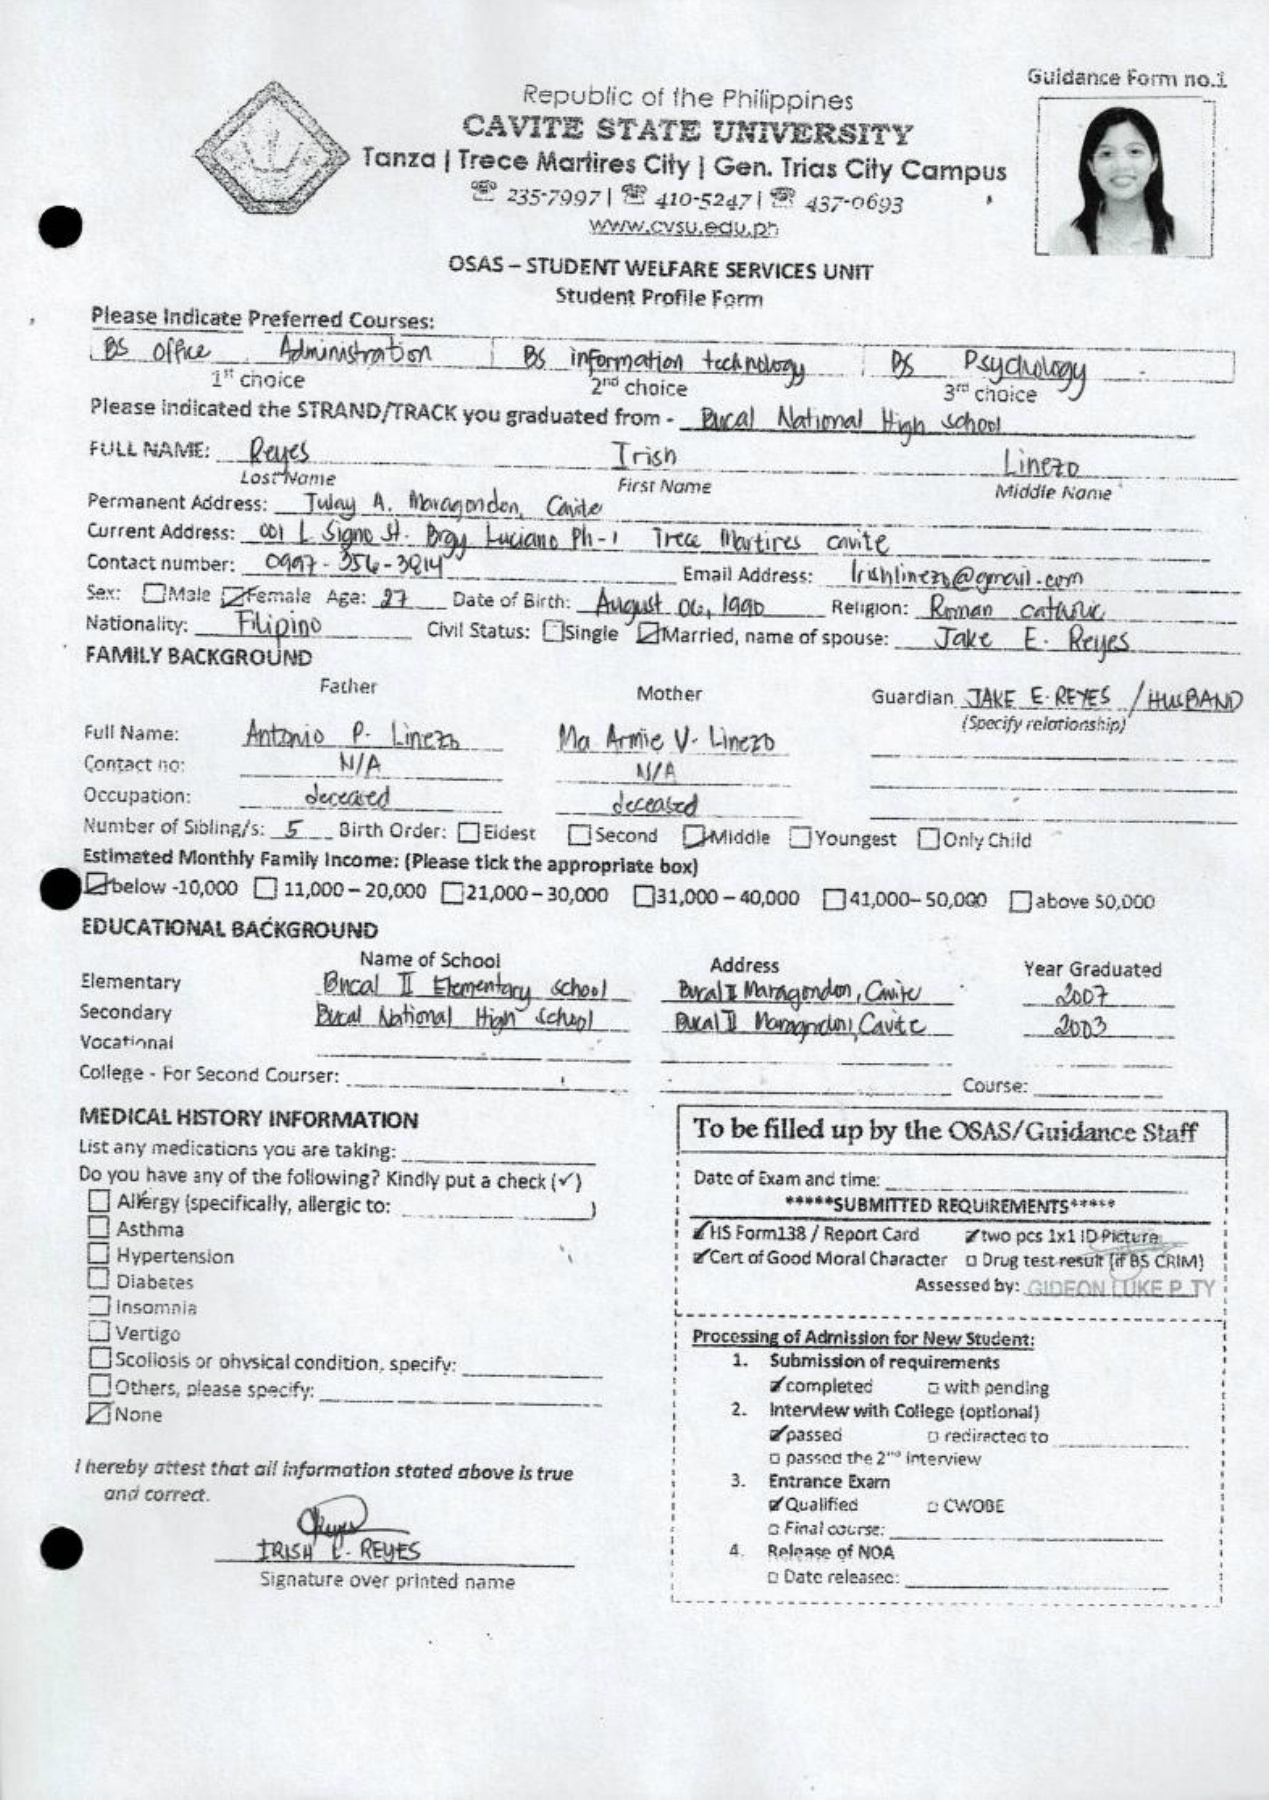 Guidance Form no.1
Republic of the Philippines
CAVITE STATE UNIVERSITY
Tanza | Trece Martires City | Gen. Trias City Campus
☏ 235-7997 | ☏ 410-5247 | ☏ 437-0693
www.cvsu.edu.ph
OSAS – STUDENT WELFARE SERVICES UNIT
Student Profile Form
Please Indicate Preferred Courses:
BS Office Administration BS information technology BS Psychology
1st choice 2nd choice 3rd choice
Please indicated the STRAND/TRACK you graduated from - Bucal National High school
FULL NAME: Reyes Irish Linezo
Last Name First Name Middle Name
Permanent Address: Tulay A. Maragondon, Cavite
Current Address: 001 L Signo St. Brgy Luciano Ph-1 Trece Martires cavite
Contact number: 0997-356-3814 Email Address: Irishlinezo@gmail.com
Sex: ☐Male ☑Female Age: 27 Date of Birth: August 06, 1990 Religion: Roman catholic
Nationality: Filipino Civil Status: ☐Single ☑Married, name of spouse: Jake E. Reyes
FAMILY BACKGROUND
Father Mother Guardian JAKE E. REYES / HUSBAND
(Specify relationship)
Full Name: Antonio P. Linezo Ma Armie V. Linezo
Contact no: N/A N/A
Occupation: deceased deceased
Number of Sibling/s: 5 Birth Order: ☐Eldest ☐Second ☑Middle ☐Youngest ☐Only Child
Estimated Monthly Family Income: (Please tick the appropriate box)
☑below -10,000 ☐ 11,000 – 20,000 ☐21,000 – 30,000 ☐31,000 – 40,000 ☐41,000– 50,000 ☐above 50,000
EDUCATIONAL BACKGROUND
Name of School Address Year Graduated
Elementary Bucal II Elementary school Bucal II Maragondon, Cavite 2007
Secondary Bucal National High School Bucal II Maragondon, Cavite 2003
Vocational
College - For Second Courser: Course:
MEDICAL HISTORY INFORMATION
List any medications you are taking:
Do you have any of the following? Kindly put a check (✓)
☐ Allergy (specifically, allergic to: )
☐ Asthma
☐ Hypertension
☐ Diabetes
☐ Insomnia
☐ Vertigo
☐ Scoliosis or physical condition, specify:
☐ Others, please specify:
☑ None
I hereby attest that all information stated above is true
and correct.
IRISH L. REYES
Signature over printed name
To be filled up by the OSAS/Guidance Staff
Date of Exam and time:
*****SUBMITTED REQUIREMENTS*****
☑HS Form138 / Report Card ☑two pcs 1x1 ID Picture
☑Cert of Good Moral Character ☐ Drug test result (if BS CRIM)
Assessed by: GIDEON LUKE P. TY
Processing of Admission for New Student:
1. Submission of requirements
☑completed ☐ with pending
2. Interview with College (optional)
☑passed ☐ redirected to
☐ passed the 2nd interview
3. Entrance Exam
☑Qualified ☐ CWOBE
☐ Final course:
4. Release of NOA
☐ Date released: